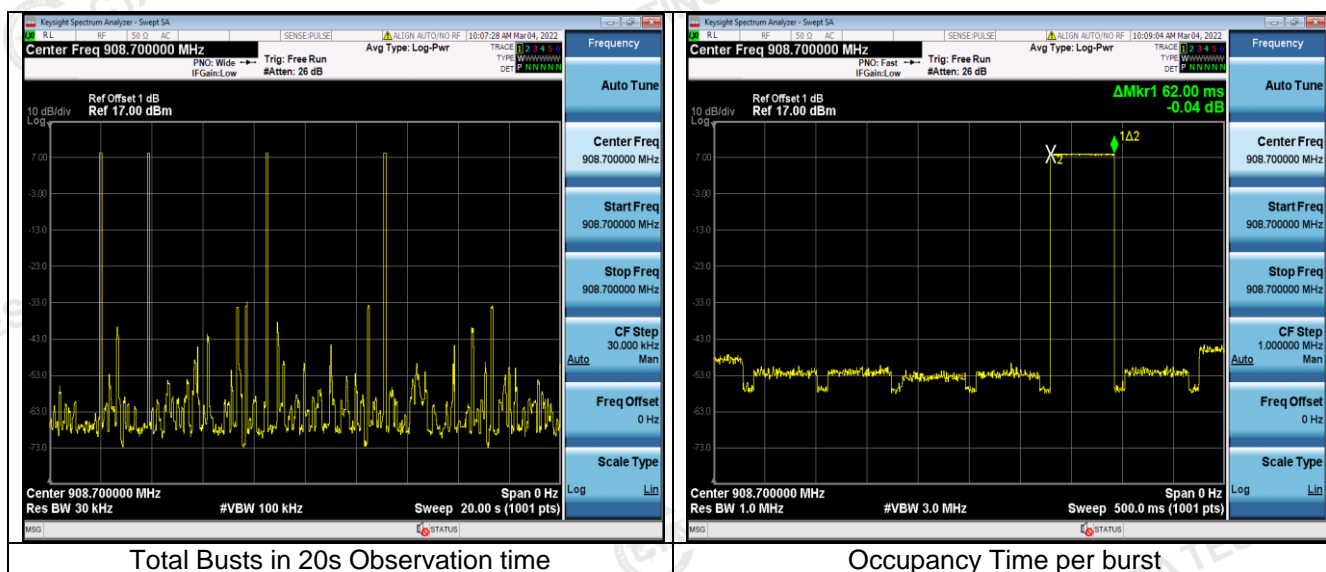 Keysight Spectrum Analyzer - Swept SA
RL RF 50 Ω AC SENSE:PULSE ALIGN AUTO/NO RF 10:07:28 AM Mar 04, 2022
Center Freq 908.700000 MHz
PNO: Wide
IFGain:Low
Trig: Free Run
#Atten: 26 dB
Avg Type: Log-Pwr
TRACE 1 2 3 4 5 6
TYPE WWWWWW
DET P N N N N N
Ref Offset 1 dB
10 dB/div Ref 17.00 dBm
Log
7.00
-3.00
-13.0
-23.0
-33.0
-43.0
-53.0
-63.0
-73.0
Center 908.700000 MHz Span 0 Hz
Res BW 30 kHz #VBW 100 kHz Sweep 20.00 s (1001 pts)
MSG STATUS
Frequency
Auto Tune
Center Freq
908.700000 MHz
Start Freq
908.700000 MHz
Stop Freq
908.700000 MHz
CF Step
30.000 kHz
Auto Man
Freq Offset
0 Hz
Scale Type
Log Lin
Total Busts in 20s Observation time
Keysight Spectrum Analyzer - Swept SA
RL RF 50 Ω AC SENSE:PULSE ALIGN AUTO/NO RF 10:09:04 AM Mar 04, 2022
Center Freq 908.700000 MHz
PNO: Fast
IFGain:Low
Trig: Free Run
#Atten: 26 dB
Avg Type: Log-Pwr
TRACE 1 2 3 4 5 6
TYPE WWWWWW
DET P N N N N N
ΔMkr1 62.00 ms
-0.04 dB
Ref Offset 1 dB
10 dB/div Ref 17.00 dBm
Log
1Δ2
X2
7.00
-3.00
-13.0
-23.0
-33.0
-43.0
-53.0
-63.0
-73.0
Center 908.700000 MHz Span 0 Hz
Res BW 1.0 MHz #VBW 3.0 MHz Sweep 500.0 ms (1001 pts)
MSG STATUS
Frequency
Auto Tune
Center Freq
908.700000 MHz
Start Freq
908.700000 MHz
Stop Freq
908.700000 MHz
CF Step
1.000000 MHz
Auto Man
Freq Offset
0 Hz
Scale Type
Log Lin
Occupancy Time per burst